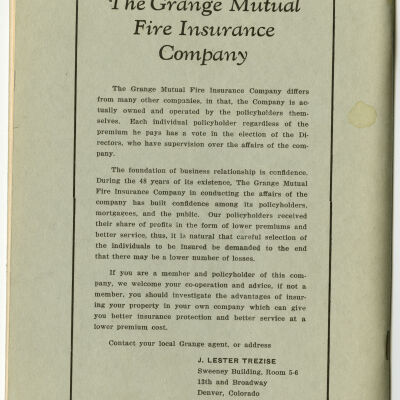 The Grange Mutual
Fire Insurance
Company
The Grange Mutual Fire Insurance Company differs
from many other companies, in that, the Company is ac-
tually owned and operated by the policyholders them-
selves. Each individual policyholder regardless of the
premium he pays has a vote in the election of the Di-
rectors, who have supervision over the affairs of the com-
pany.
The foundation of business relationship is confidence.
During the 48 years of its existence, The Grange Mutual
Fire Insurance Company in conducting the affairs of the
company has built confidence among its policyholders,
mortgagees, and the public. Our policyholders received
their share of profits in the form of lower premiums and
better service, thus, it is natural that careful selection of
the individuals to be insured be demanded to the end
that there may be a lower number of losses.
If you are a member and policyholder of this com-
pany, we welcome your co-operation and advice, if not a
member, you should investigate the advantages of insur-
ing your property in your own company which can give
you better insurance protection and better service at a
lower premium cost.
Contact your local Grange agent, or address
J. LESTER TREZISE
Sweeney Building, Room 5-6
13th and Broadway
Denver, Colorado